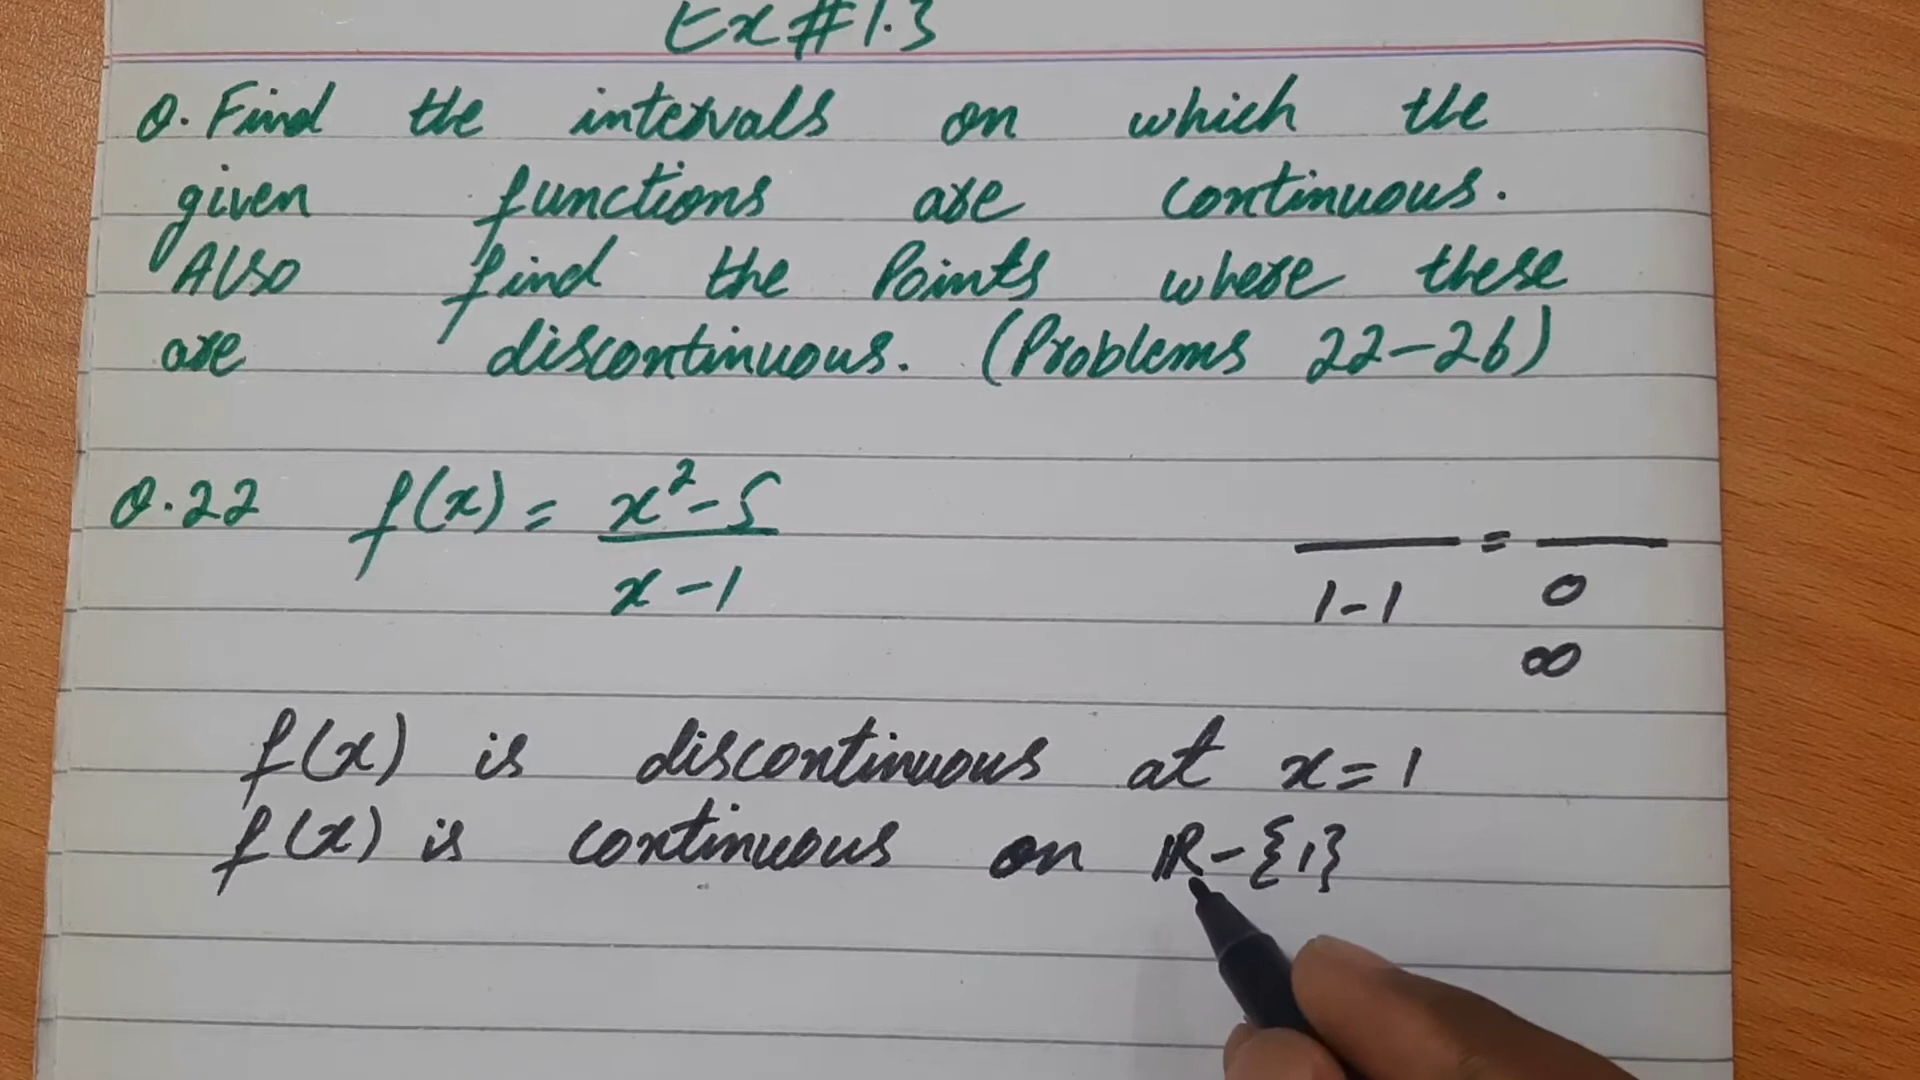 Ex#1.3
Q. Find the intervals on which the
given functions are continuous.
Also find the Points where these
are discontinuous. (Problems 22-26)
Q.22 f(x) = x²-5 / x-1
___ = ___
1-1 0
∞
f(x) is discontinuous at x=1
f(x) is continuous on ℝ-{1}